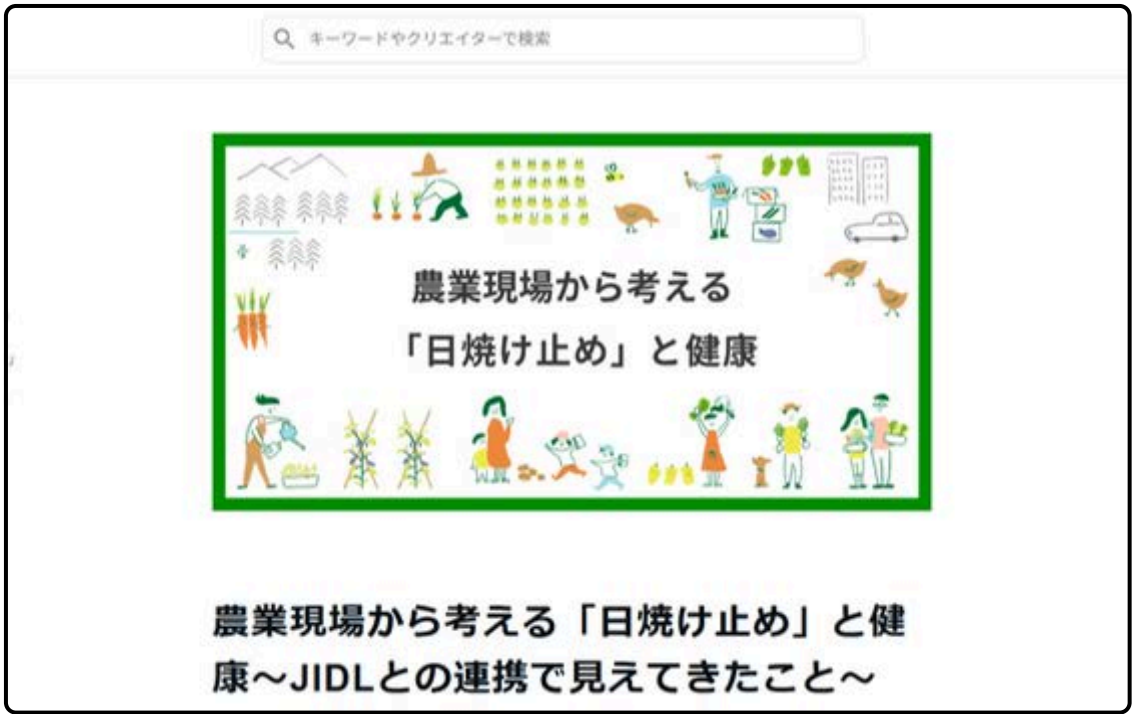 キーワードやクリエイターで検索
農業現場から考える
「日焼け止め」と健康
農業現場から考える「日焼け止め」と健
康～JIDLとの連携で見えてきたこと～